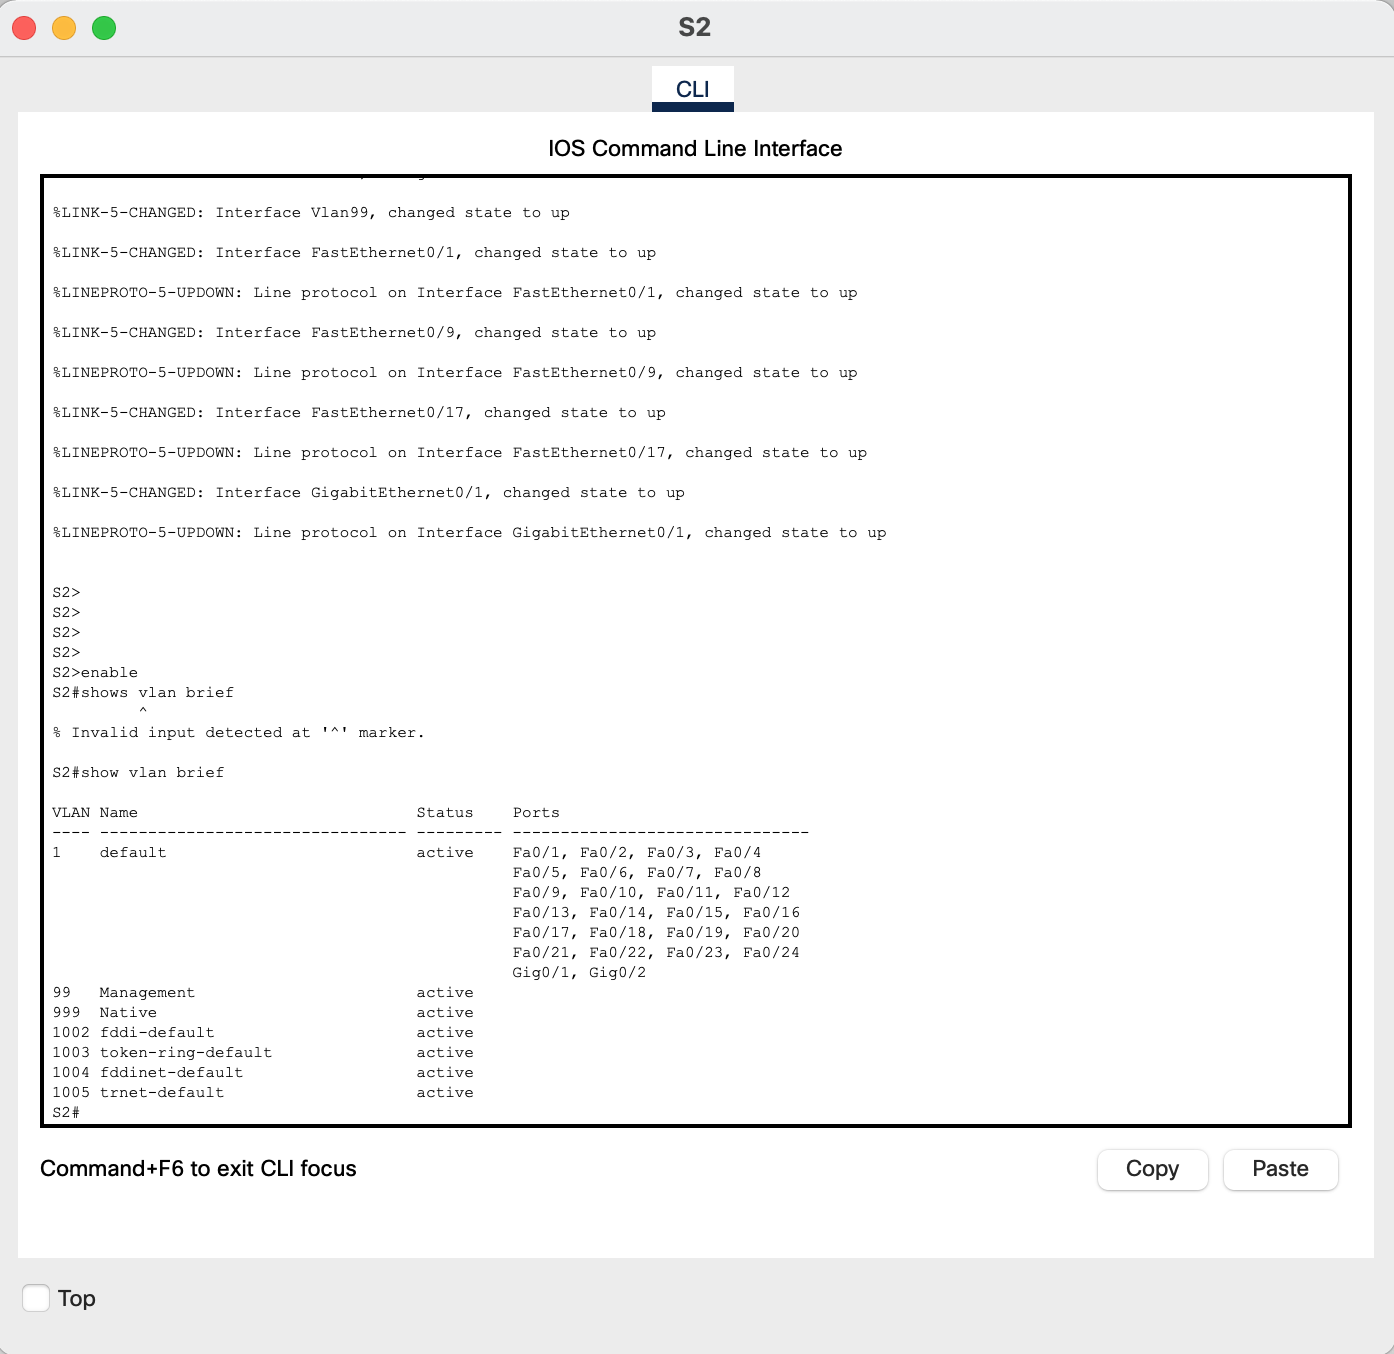 S2
CLI
IOS Command Line Interface
%LINK-5-CHANGED: Interface Vlan99, changed state to up
%LINK-5-CHANGED: Interface FastEthernet0/1, changed state to up
%LINEPROTO-5-UPDOWN: Line protocol on Interface FastEthernet0/1, changed state to up
%LINK-5-CHANGED: Interface FastEthernet0/9, changed state to up
%LINEPROTO-5-UPDOWN: Line protocol on Interface FastEthernet0/9, changed state to up
%LINK-5-CHANGED: Interface FastEthernet0/17, changed state to up
%LINEPROTO-5-UPDOWN: Line protocol on Interface FastEthernet0/17, changed state to up
%LINK-5-CHANGED: Interface GigabitEthernet0/1, changed state to up
%LINEPROTO-5-UPDOWN: Line protocol on Interface GigabitEthernet0/1, changed state to up
S2>
S2>
S2>
S2>
S2>enable
S2#shows vlan brief
^
% Invalid input detected at '^' marker.
S2#show vlan brief
VLAN Name                             Status    Ports
---- -------------------------------- --------- -------------------------------
1    default                          active    Fa0/1, Fa0/2, Fa0/3, Fa0/4
Fa0/5, Fa0/6, Fa0/7, Fa0/8
Fa0/9, Fa0/10, Fa0/11, Fa0/12
Fa0/13, Fa0/14, Fa0/15, Fa0/16
Fa0/17, Fa0/18, Fa0/19, Fa0/20
Fa0/21, Fa0/22, Fa0/23, Fa0/24
Gig0/1, Gig0/2
99   Management                       active
999  Native                           active
1002 fddi-default                     active
1003 token-ring-default               active
1004 fddinet-default                  active
1005 trnet-default                    active
S2#
Command+F6 to exit CLI focus
Copy
Paste
Top